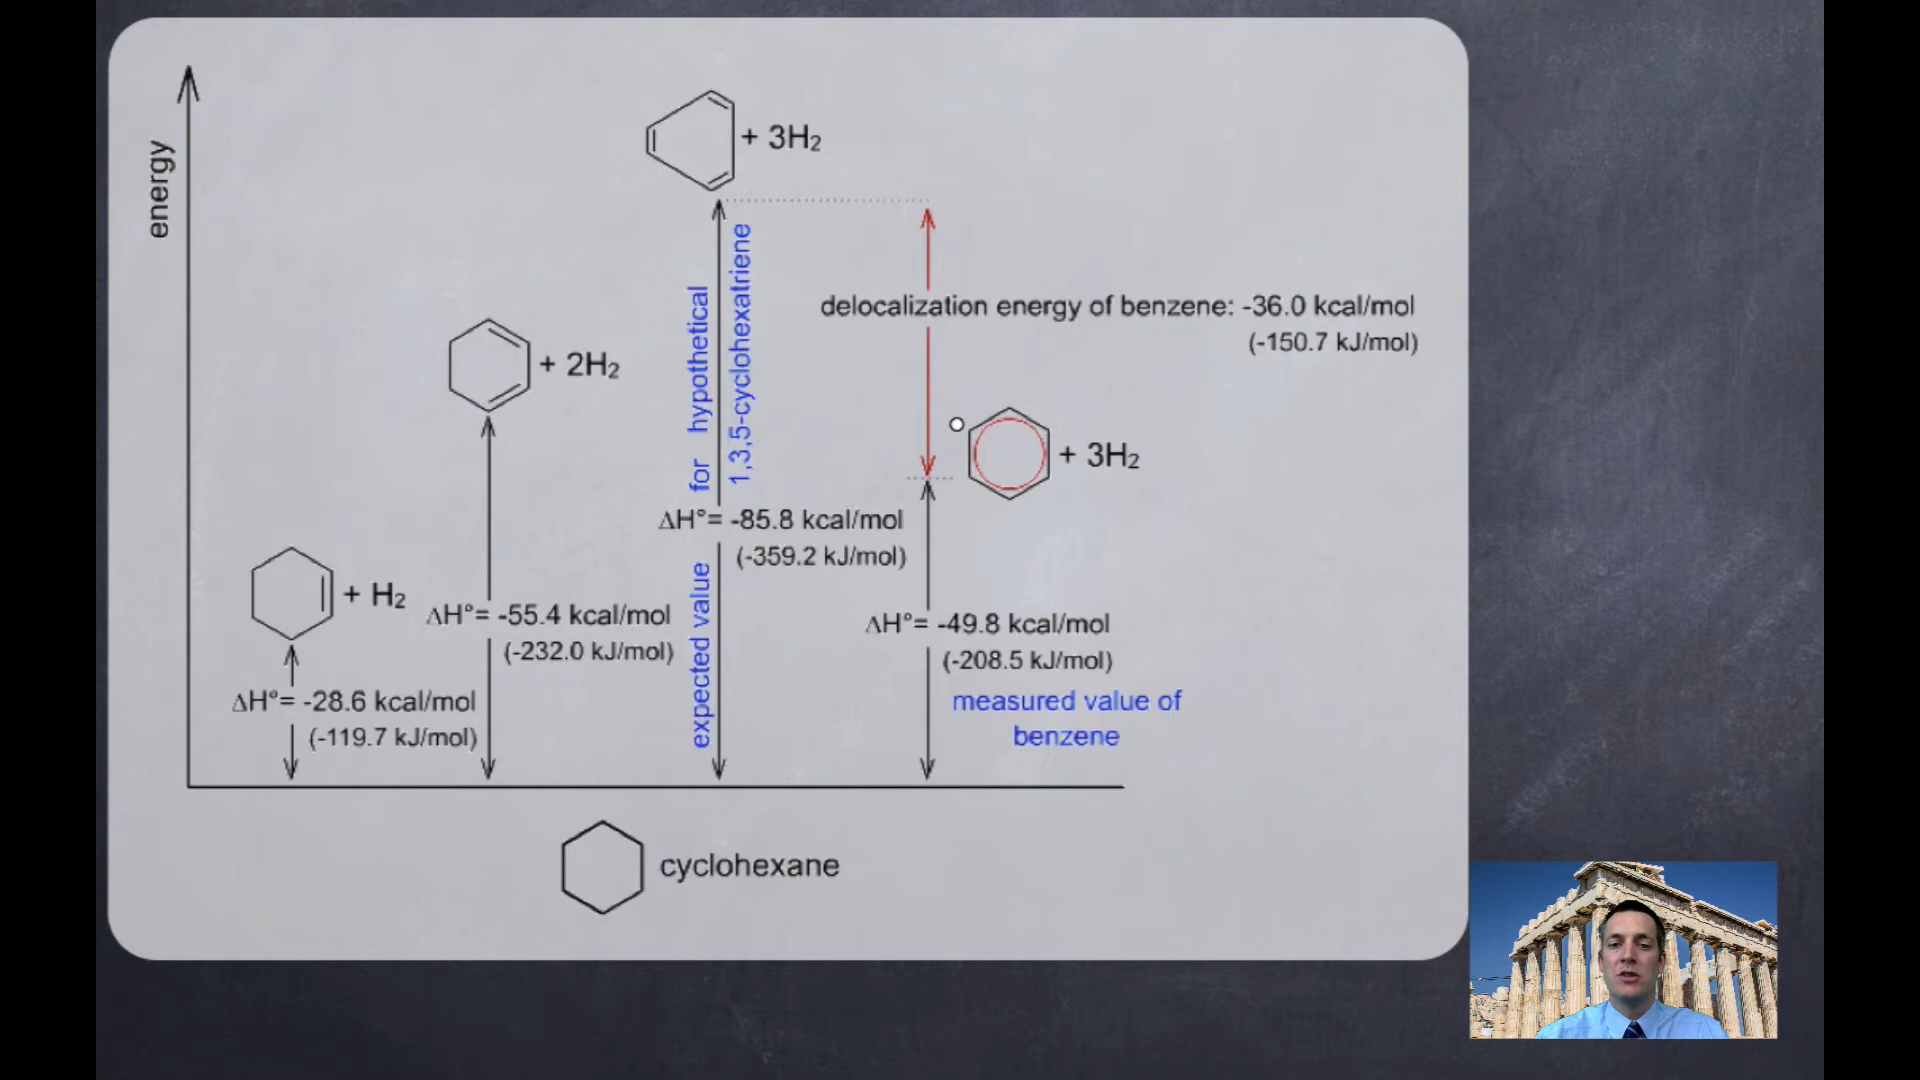 energy
+ 3H₂
for hypothetical
1,3,5-cyclohexatriene
delocalization energy of benzene: -36.0 kcal/mol
(-150.7 kJ/mol)
+ 2H₂
+ 3H₂
ΔH°= -85.8 kcal/mol
(-359.2 kJ/mol)
expected value
+ H₂
ΔH°= -55.4 kcal/mol
(-232.0 kJ/mol)
ΔH°= -49.8 kcal/mol
(-208.5 kJ/mol)
ΔH°= -28.6 kcal/mol
(-119.7 kJ/mol)
measured value of
benzene
cyclohexane